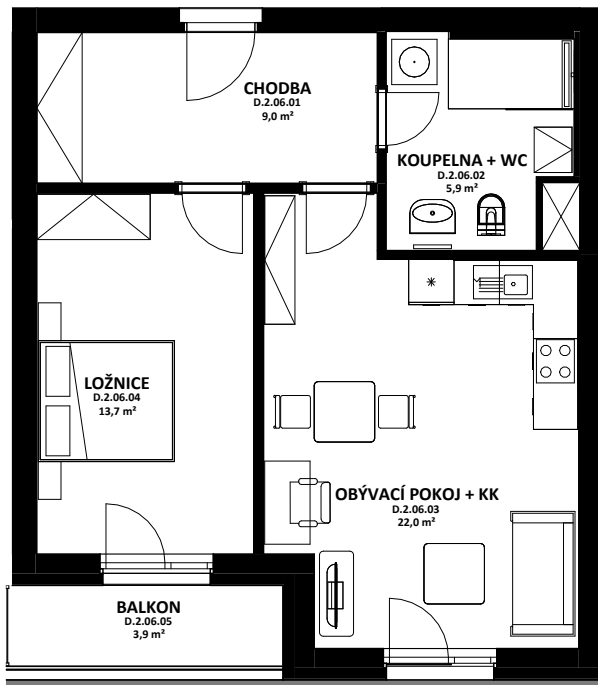 CHODBA
D.2.06.01
9,0 m²
KOUPELNA + WC
D.2.06.02
5,9 m²
LOŽNICE
D.2.06.04
13,7 m²
OBÝVACÍ POKOJ + KK
D.2.06.03
22,0 m²
BALKON
D.2.06.05
3,9 m²